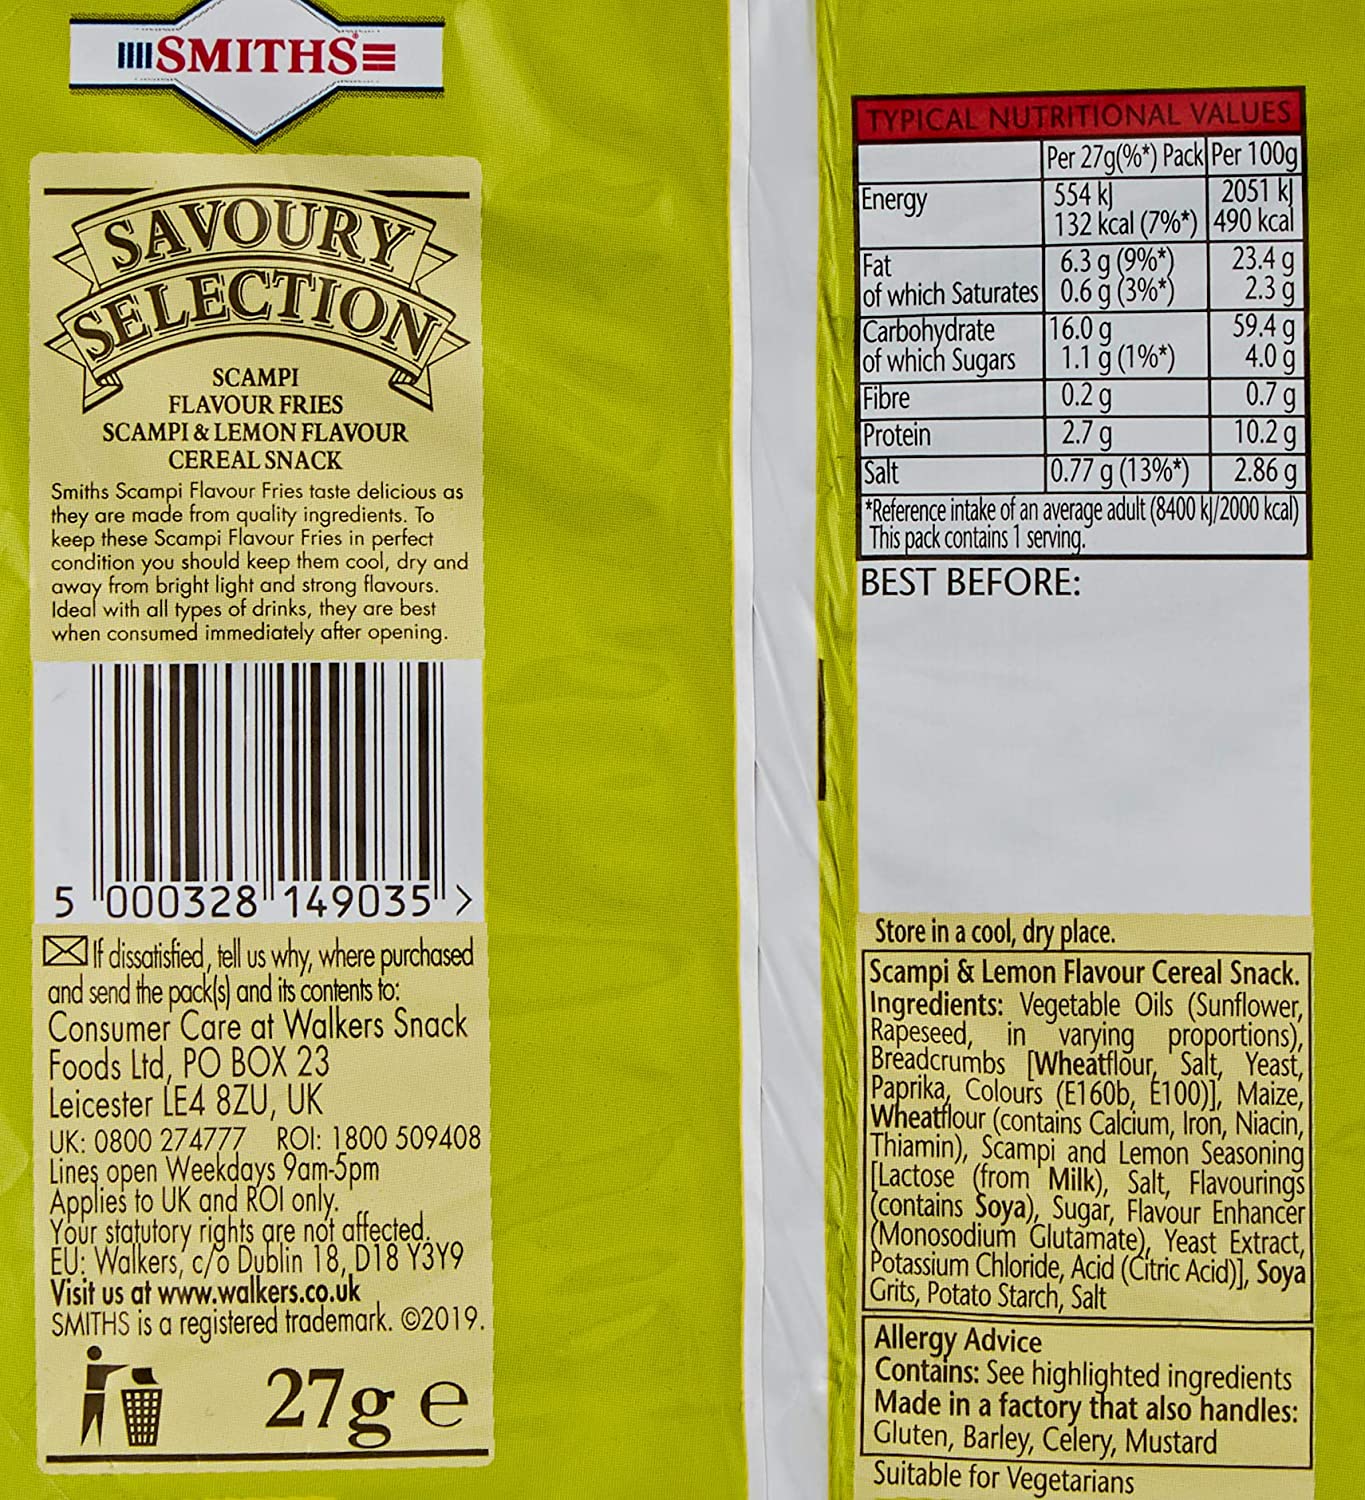 SMITHS®
SAVOURY
SELECTION
SCAMPI
FLAVOUR FRIES
SCAMPI & LEMON FLAVOUR
CEREAL SNACK
Smiths Scampi Flavour Fries taste delicious as
they are made from quality ingredients. To
keep these Scampi Flavour Fries in perfect
condition you should keep them cool, dry and
away from bright light and strong flavours.
Ideal with all types of drinks, they are best
when consumed immediately after opening.
5 000328 149035 >
If dissatisfied, tell us why, where purchased
and send the pack(s) and its contents to:
Consumer Care at Walkers Snack
Foods Ltd, PO BOX 23
Leicester LE4 8ZU, UK
UK: 0800 274777 ROI: 1800 509408
Lines open Weekdays 9am-5pm
Applies to UK and ROI only.
Your statutory rights are not affected.
EU: Walkers, c/o Dublin 18, D18 Y3Y9
Visit us at www.walkers.co.uk
SMITHS is a registered trademark. ©2019.
27g e
TYPICAL NUTRITIONAL VALUES
Per 27g(%*) Pack Per 100g
Energy 554 kJ 2051 kJ
132 kcal (7%*) 490 kcal
Fat 6.3 g (9%*) 23.4 g
of which Saturates 0.6 g (3%*) 2.3 g
Carbohydrate 16.0 g 59.4 g
of which Sugars 1.1 g (1%*) 4.0 g
Fibre 0.2 g 0.7 g
Protein 2.7 g 10.2 g
Salt 0.77 g (13%*) 2.86 g
*Reference intake of an average adult (8400 kJ/2000 kcal)
This pack contains 1 serving.
BEST BEFORE:
Store in a cool, dry place.
Scampi & Lemon Flavour Cereal Snack.
Ingredients: Vegetable Oils (Sunflower,
Rapeseed, in varying proportions),
Breadcrumbs [Wheatflour, Salt, Yeast,
Paprika, Colours (E160b, E100)], Maize,
Wheatflour (contains Calcium, Iron, Niacin,
Thiamin), Scampi and Lemon Seasoning
[Lactose (from Milk), Salt, Flavourings
(contains Soya), Sugar, Flavour Enhancer
(Monosodium Glutamate), Yeast Extract,
Potassium Chloride, Acid (Citric Acid)], Soya
Grits, Potato Starch, Salt
Allergy Advice
Contains: See highlighted ingredients
Made in a factory that also handles:
Gluten, Barley, Celery, Mustard
Suitable for Vegetarians